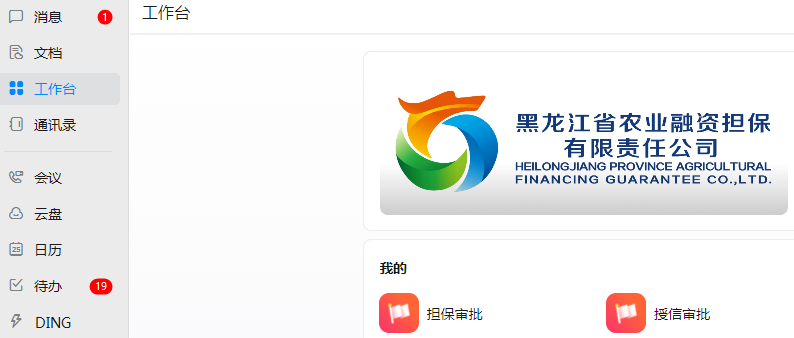 消息
1
文档
工作台
通讯录
会议
云盘
25
日历
待办
19
DING
工作台
黑龙江省农业融资担保
有限责任公司
HEILONGJIANG PROVINCE AGRICULTURAL
FINANCING GUARANTEE CO.,LTD.
我的
担保审批
授信审批